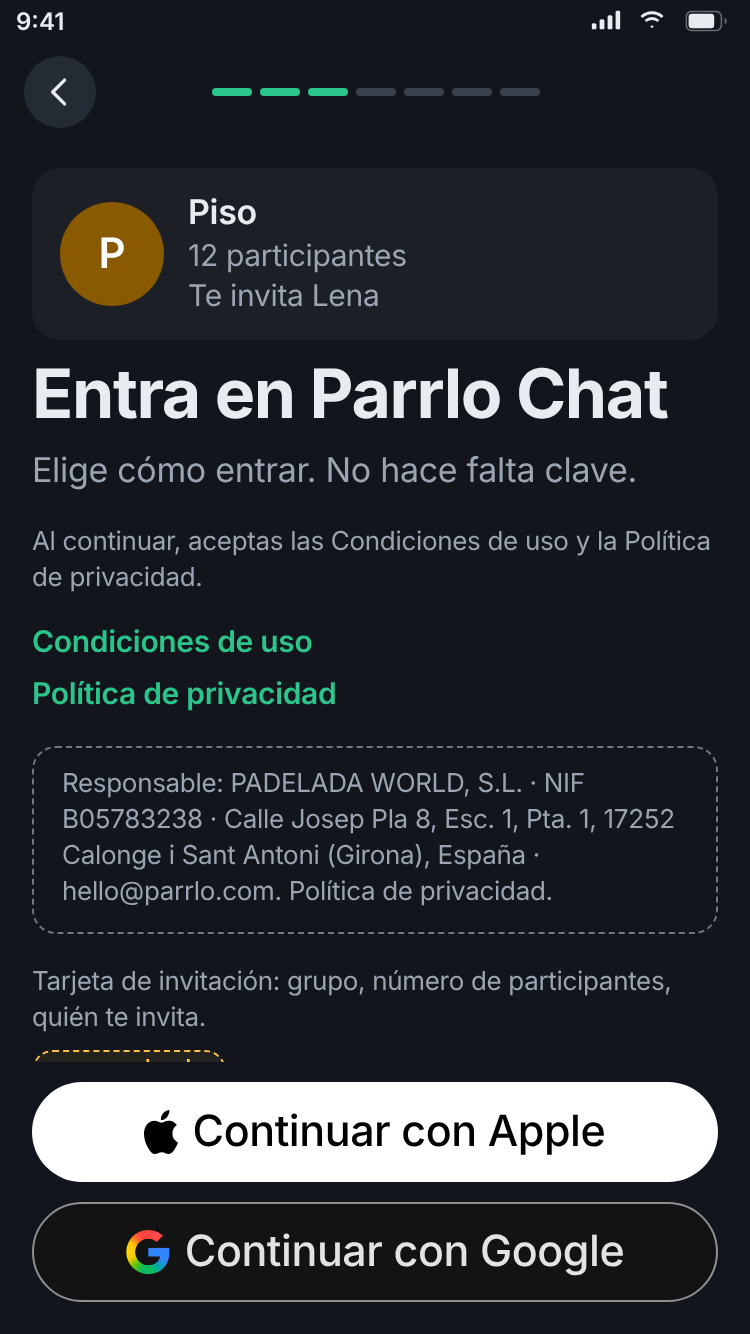 9:41
P
Piso
12 participantes
Te invita Lena
Entra en Parrlo Chat
Elige cómo entrar. No hace falta clave.
Al continuar, aceptas las Condiciones de uso y la Política
de privacidad.
Condiciones de uso
Política de privacidad
Responsable: PADELADA WORLD, S.L. · NIF
B05783238 · Calle Josep Pla 8, Esc. 1, Pta. 1, 17252
Calonge i Sant Antoni (Girona), España ·
hello@parrlo.com. Política de privacidad.
Tarjeta de invitación: grupo, número de participantes,
quién te invita.
Continuar con Apple
Continuar con Google